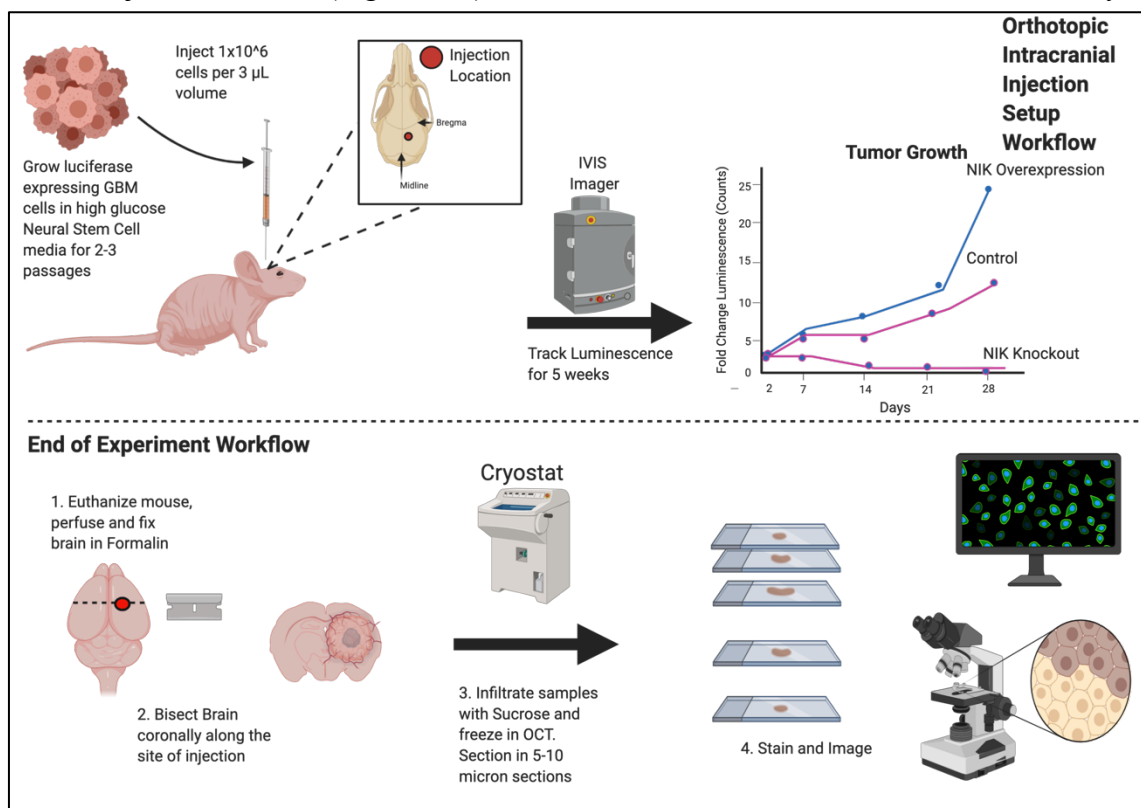 Inject 1x10^6
cells per 3 µL
volume
Injection
Location
Bregma
Midline
Grow luciferase
expressing GBM
cells in high glucose
Neural Stem Cell
media for 2-3
passages
IVIS
Imager
Track Luminescence
for 5 weeks
Orthotopic
Intracranial
Injection
Setup
Workflow
Tumor Growth
NIK Overexpression
Control
NIK Knockout
Fold Change Luminescence (Counts)
25
20
15
10
5
0
2
7
14
21
28
Days
End of Experiment Workflow
1. Euthanize mouse,
perfuse and fix
brain in Formalin
2. Bisect Brain
coronally along the
site of injection
Cryostat
3. Infiltrate samples
with Sucrose and
freeze in OCT.
Section in 5-10
micron sections
4. Stain and Image